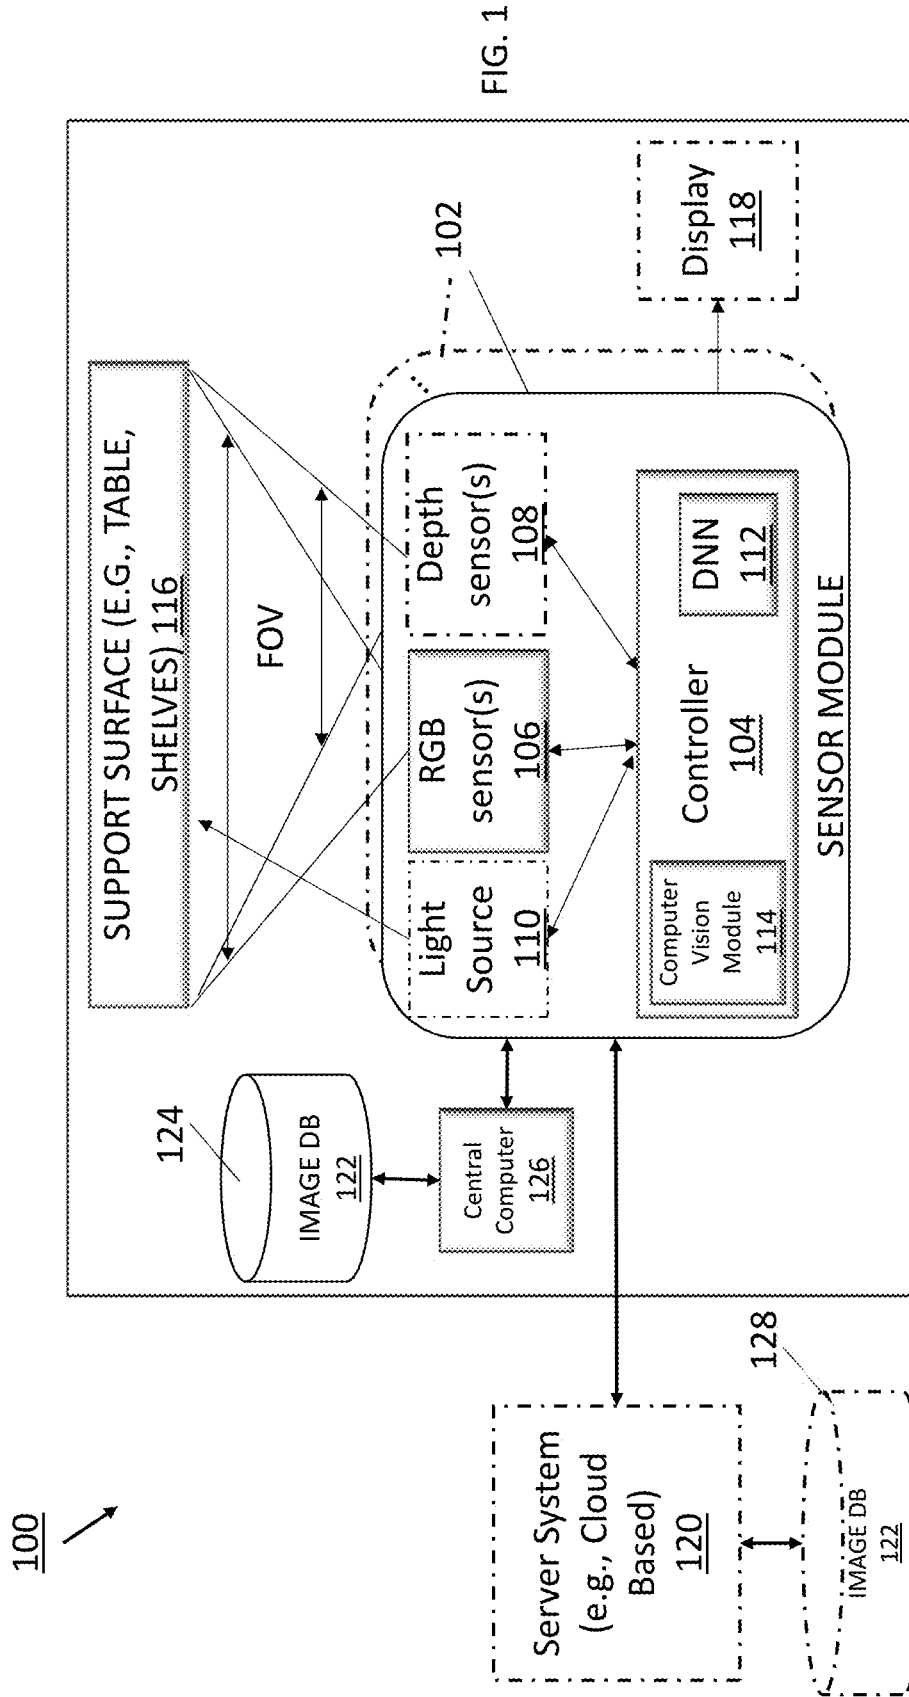 100
SUPPORT SURFACE (E.G., TABLE,
SHELVES) 116
124
IMAGE DB
122
FOV
102
Central
Computer
126
Light
Source
110
RGB
sensor(s)
106
Depth
sensor(s)
108
Server System
(e.g., Cloud
Based)
120
Computer
Vision
Module
114
Controller
104
DNN
112
Display
118
SENSOR MODULE
128
IMAGE DB
122
FIG. 1